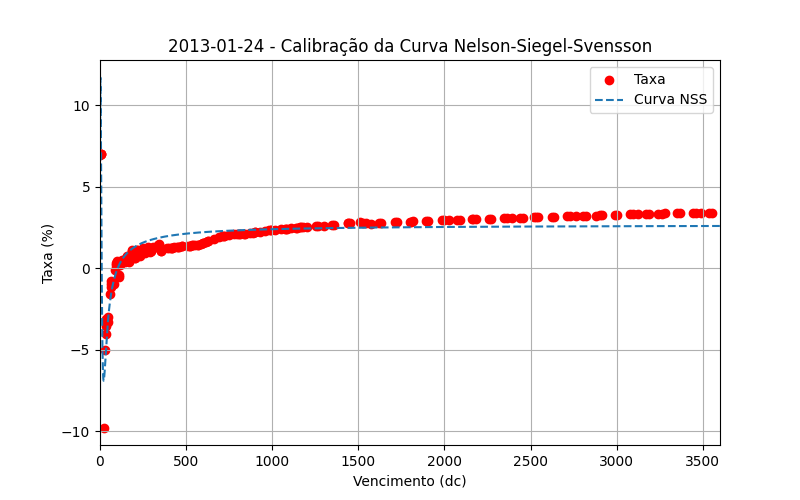 2013-01-24 - Calibração da Curva Nelson-Siegel-Svensson
Taxa
Curva NSS
Taxa (%)
10
5
0
−5
−10
0
500
1000
1500
2000
2500
3000
3500
Vencimento (dc)